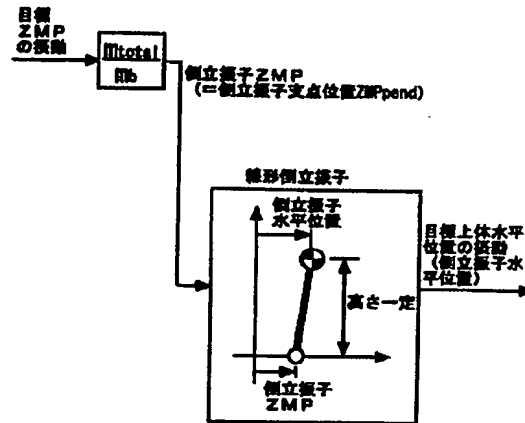 目標
ZMP
の摂動
mtotal
mb
倒立振子ZMP
（＝倒立振子支点位置ZMPpend）
線形倒立振子
倒立振子
水平位置
高さ一定
倒立振子
ZMP
目標上体水平
位置の摂動
（倒立振子水
平位置）